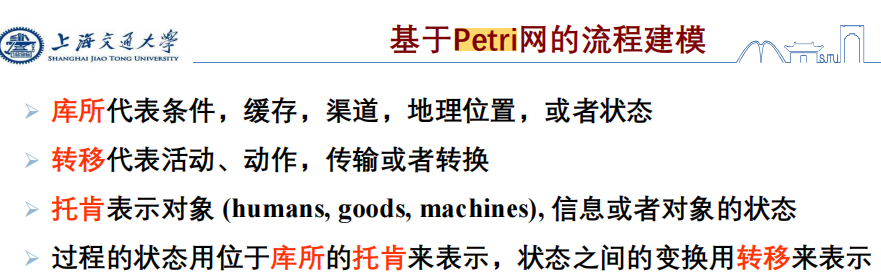 上海交通大学
SHANGHAI JIAO TONG UNIVERSITY
基于Petri网的流程建模
SJTU
库所代表条件，缓存，渠道，地理位置，或者状态
转移代表活动、动作，传输或者转换
托肯表示对象 (humans, goods, machines), 信息或者对象的状态
过程的状态用位于库所的托肯来表示，状态之间的变换用转移来表示